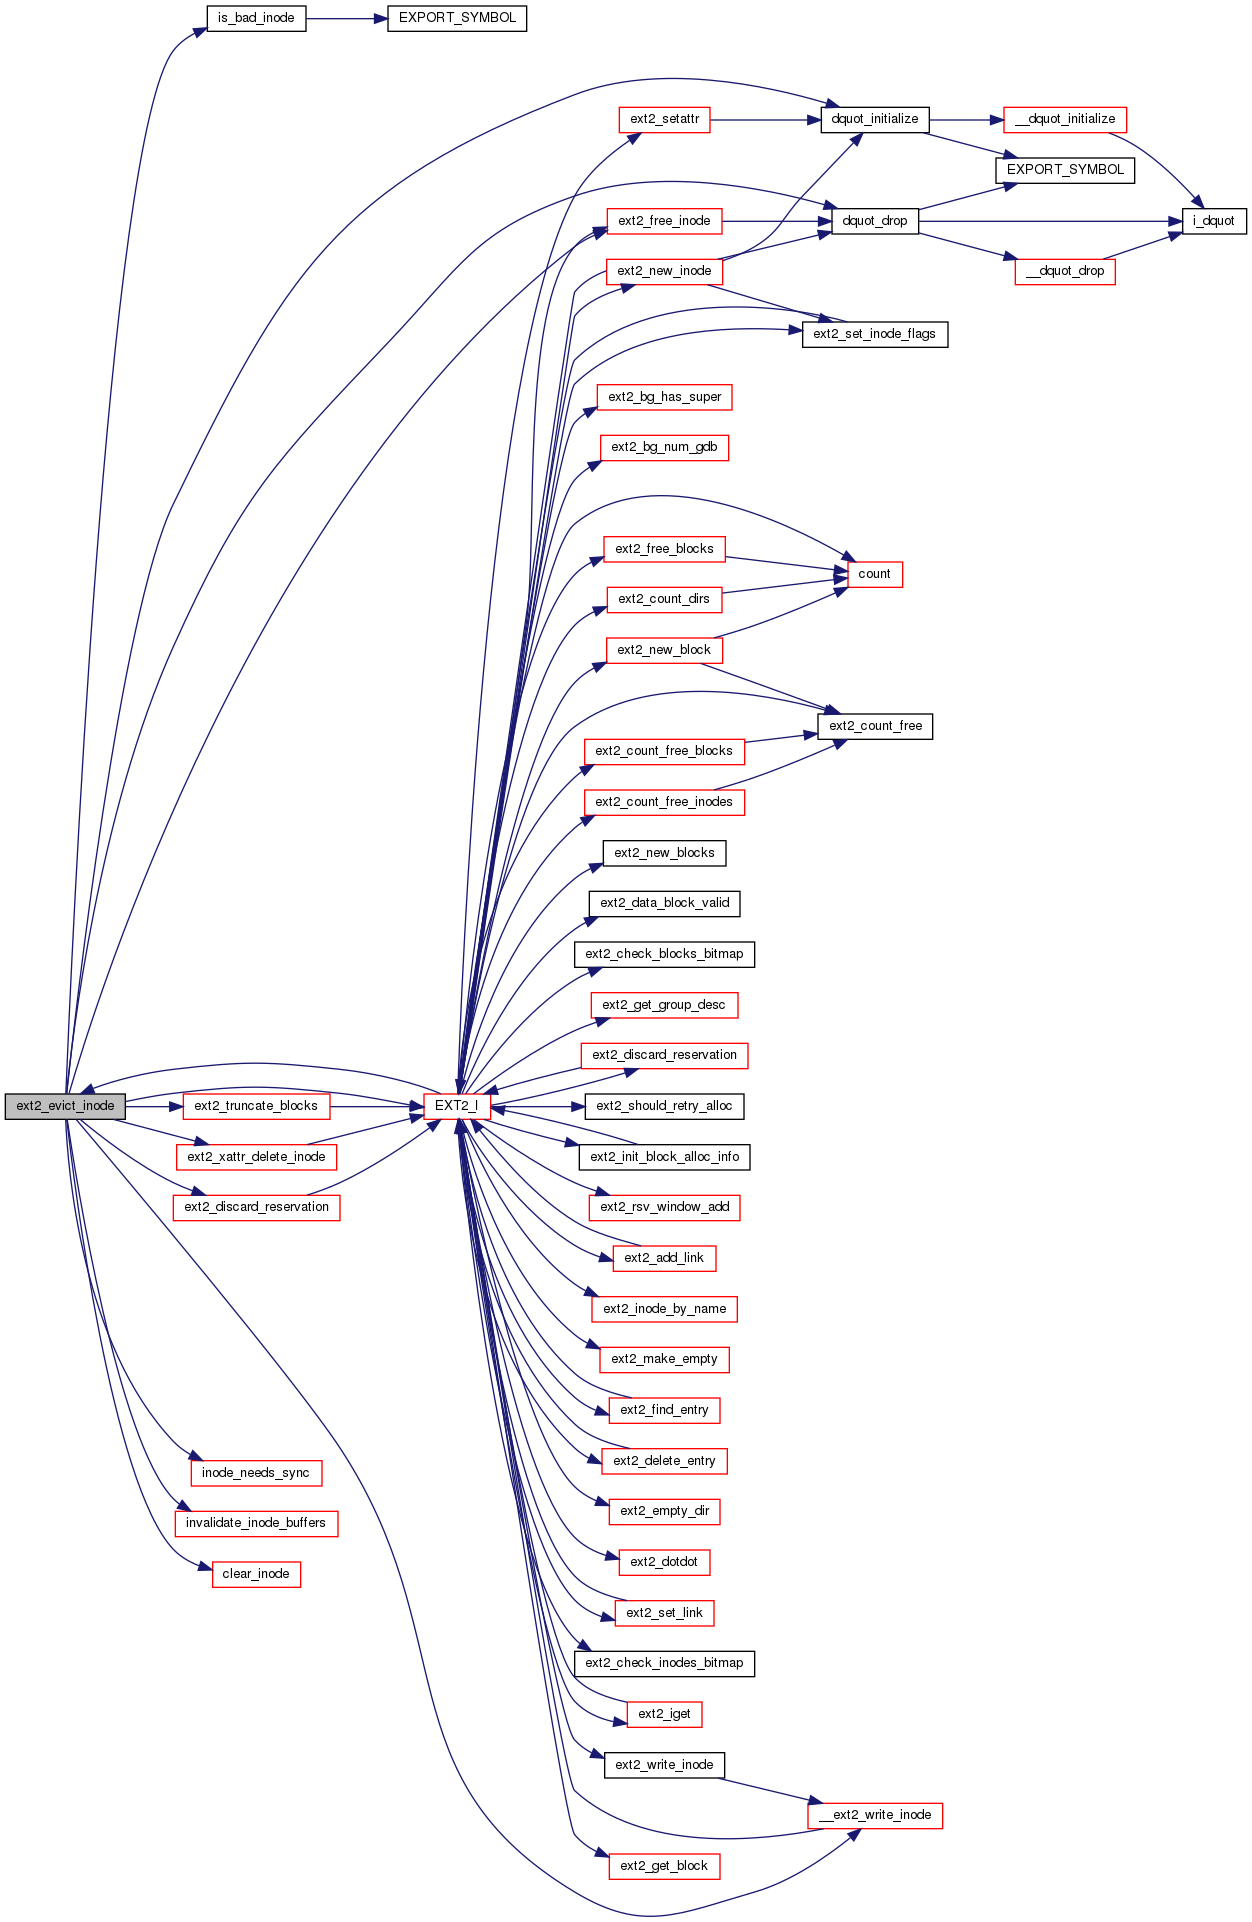 is_bad_inode
EXPORT_SYMBOL
ext2_setattr
dquot_initialize
__dquot_initialize
EXPORT_SYMBOL
ext2_free_inode
dquot_drop
i_dquot
ext2_new_inode
__dquot_drop
ext2_set_inode_flags
ext2_bg_has_super
ext2_bg_num_gdb
ext2_free_blocks
count
ext2_count_dirs
ext2_new_block
ext2_count_free
ext2_count_free_blocks
ext2_count_free_inodes
ext2_new_blocks
ext2_data_block_valid
ext2_check_blocks_bitmap
ext2_get_group_desc
ext2_discard_reservation
ext2_evict_inode
ext2_truncate_blocks
EXT2_I
ext2_should_retry_alloc
ext2_xattr_delete_inode
ext2_init_block_alloc_info
ext2_discard_reservation
ext2_rsv_window_add
ext2_add_link
ext2_inode_by_name
ext2_make_empty
ext2_find_entry
ext2_delete_entry
inode_needs_sync
ext2_empty_dir
invalidate_inode_buffers
ext2_dotdot
clear_inode
ext2_set_link
ext2_check_inodes_bitmap
ext2_iget
ext2_write_inode
__ext2_write_inode
ext2_get_block